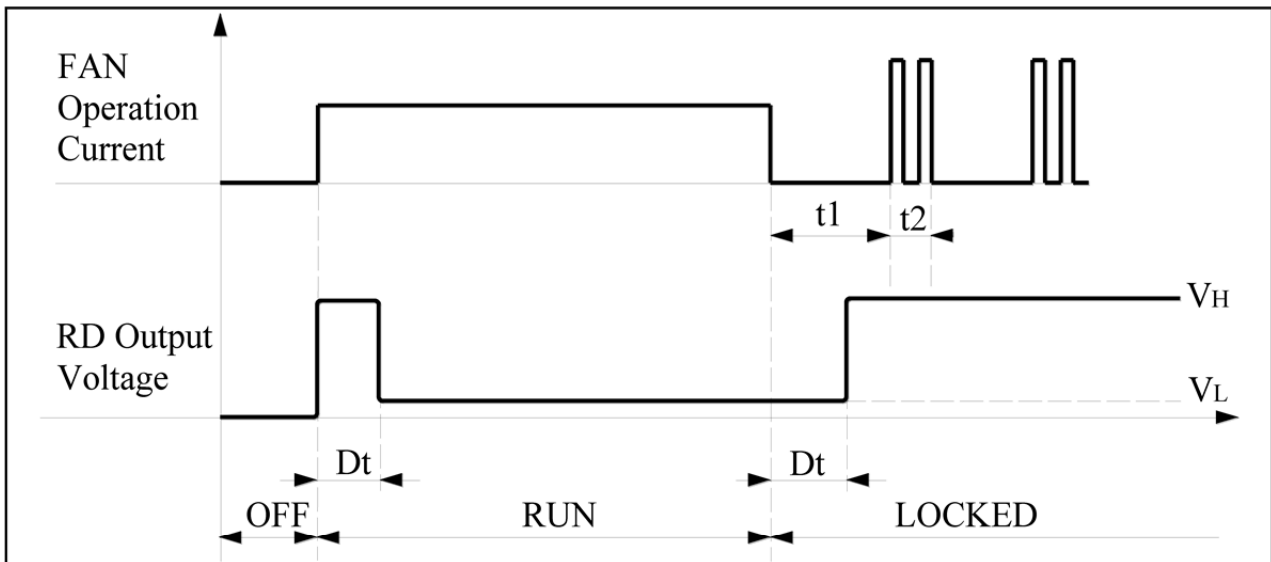 FAN
Operation
Current
t1
t2
RD Output
Voltage
VH
VL
Dt
Dt
OFF
RUN
LOCKED